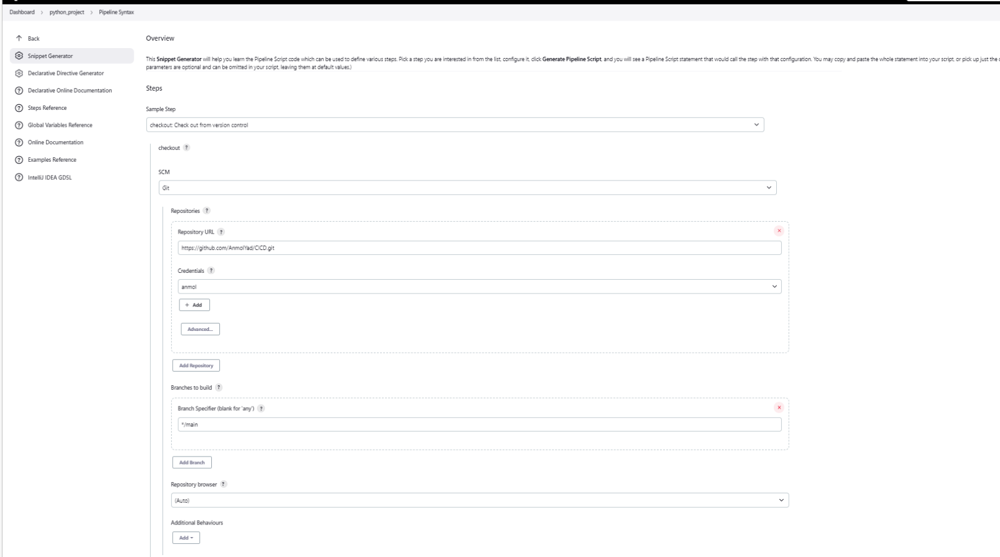 Dashboard > python_project > Pipeline Syntax
Back
Snippet Generator
Declarative Directive Generator
Declarative Online Documentation
Steps Reference
Global Variables Reference
Online Documentation
Examples Reference
IntelliJ IDEA GDSL
Overview
This Snippet Generator will help you learn the Pipeline Script code which can be used to define various steps. Pick a step you are interested in from the list, configure it, click Generate Pipeline Script, and you will see a Pipeline Script statement that would call the step with that configuration. You may copy and paste the whole statement into your script, or pick up just the
parameters are optional and can be omitted in your script, leaving them at default values.)
Steps
Sample Step
checkout: Check out from version control
checkout ?
SCM
Git
Repositories ?
Repository URL ?
https://github.com/AnmolYad/CICD.git
Credentials ?
anmol
+ Add
Advanced...
Add Repository
Branches to build ?
Branch Specifier (blank for 'any') ?
*/main
Add Branch
Repository browser ?
(Auto)
Additional Behaviours
Add